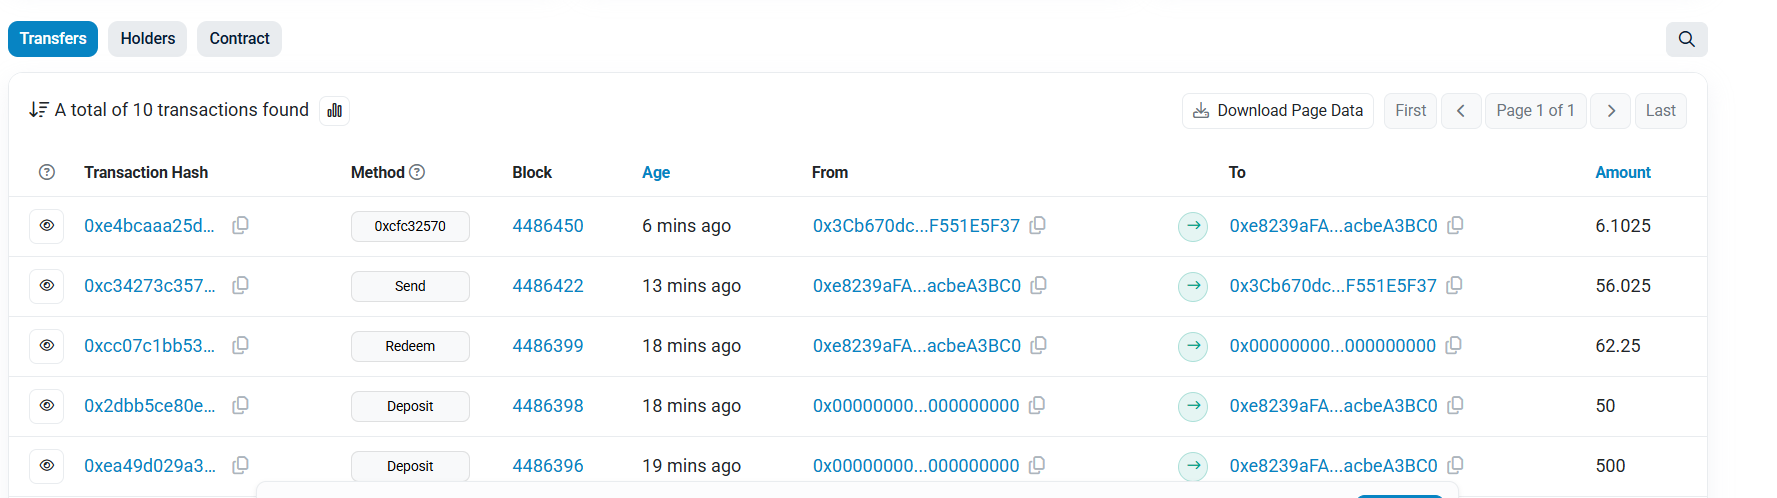 Transfers Holders Contract
A total of 10 transactions found Download Page Data First Page 1 of 1 Last
Transaction Hash Method Block Age From To Amount
0xe4bcaaa25d... 0xcfc32570 4486450 6 mins ago 0x3Cb670dc...F551E5F37 0xe8239aFA...acbeA3BC0 6.1025
0xc34273c357... Send 4486422 13 mins ago 0xe8239aFA...acbeA3BC0 0x3Cb670dc...F551E5F37 56.025
0xcc07c1bb53... Redeem 4486399 18 mins ago 0xe8239aFA...acbeA3BC0 0x00000000...000000000 62.25
0x2dbb5ce80e... Deposit 4486398 18 mins ago 0x00000000...000000000 0xe8239aFA...acbeA3BC0 50
0xea49d029a3... Deposit 4486396 19 mins ago 0x00000000...000000000 0xe8239aFA...acbeA3BC0 500